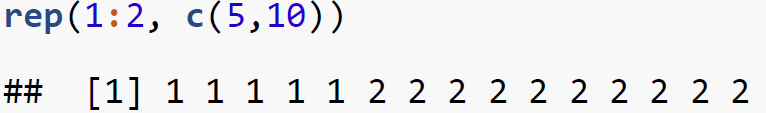 rep(1:2, c(5,10))
##  [1] 1 1 1 1 1 2 2 2 2 2 2 2 2 2 2